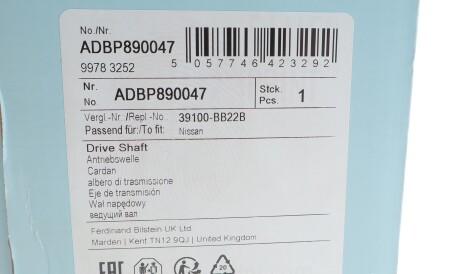 No./Nr.
ADBP890047
9978 3252
5 057746 423292
Nr.
No. ADBP890047
Stck.
Pcs. 1
Vergl.-Nr./Repl.-No. 39100-BB22B
Passend für:/To fit: Nissan
Drive Shaft
Antriebswelle
Cardan
albero di trasmissione
Eje de transmisión
Wał napędowy
ведущий вал
Ferdinand Bilstein UK Ltd
Marden | Kent TN12 9QJ | United Kingdom
EAC
20